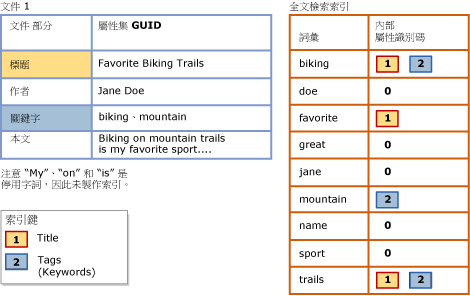 文件 1
文件 部分 屬性集 GUID
標題 Favorite Biking Trails
作者 Jane Doe
關鍵字 biking、mountain
本文 Biking on mountain trails
is my favorite sport....
注意 “My”、“on” 和 “is” 是
停用字詞，因此未製作索引。
索引鍵
1 Title
2 Tags
(Keywords)
全文檢索索引
詞彙 內部
屬性識別碼
biking 1 2
doe 0
favorite 1
great 0
jane 0
mountain 2
name 0
sport 0
trails 1 2